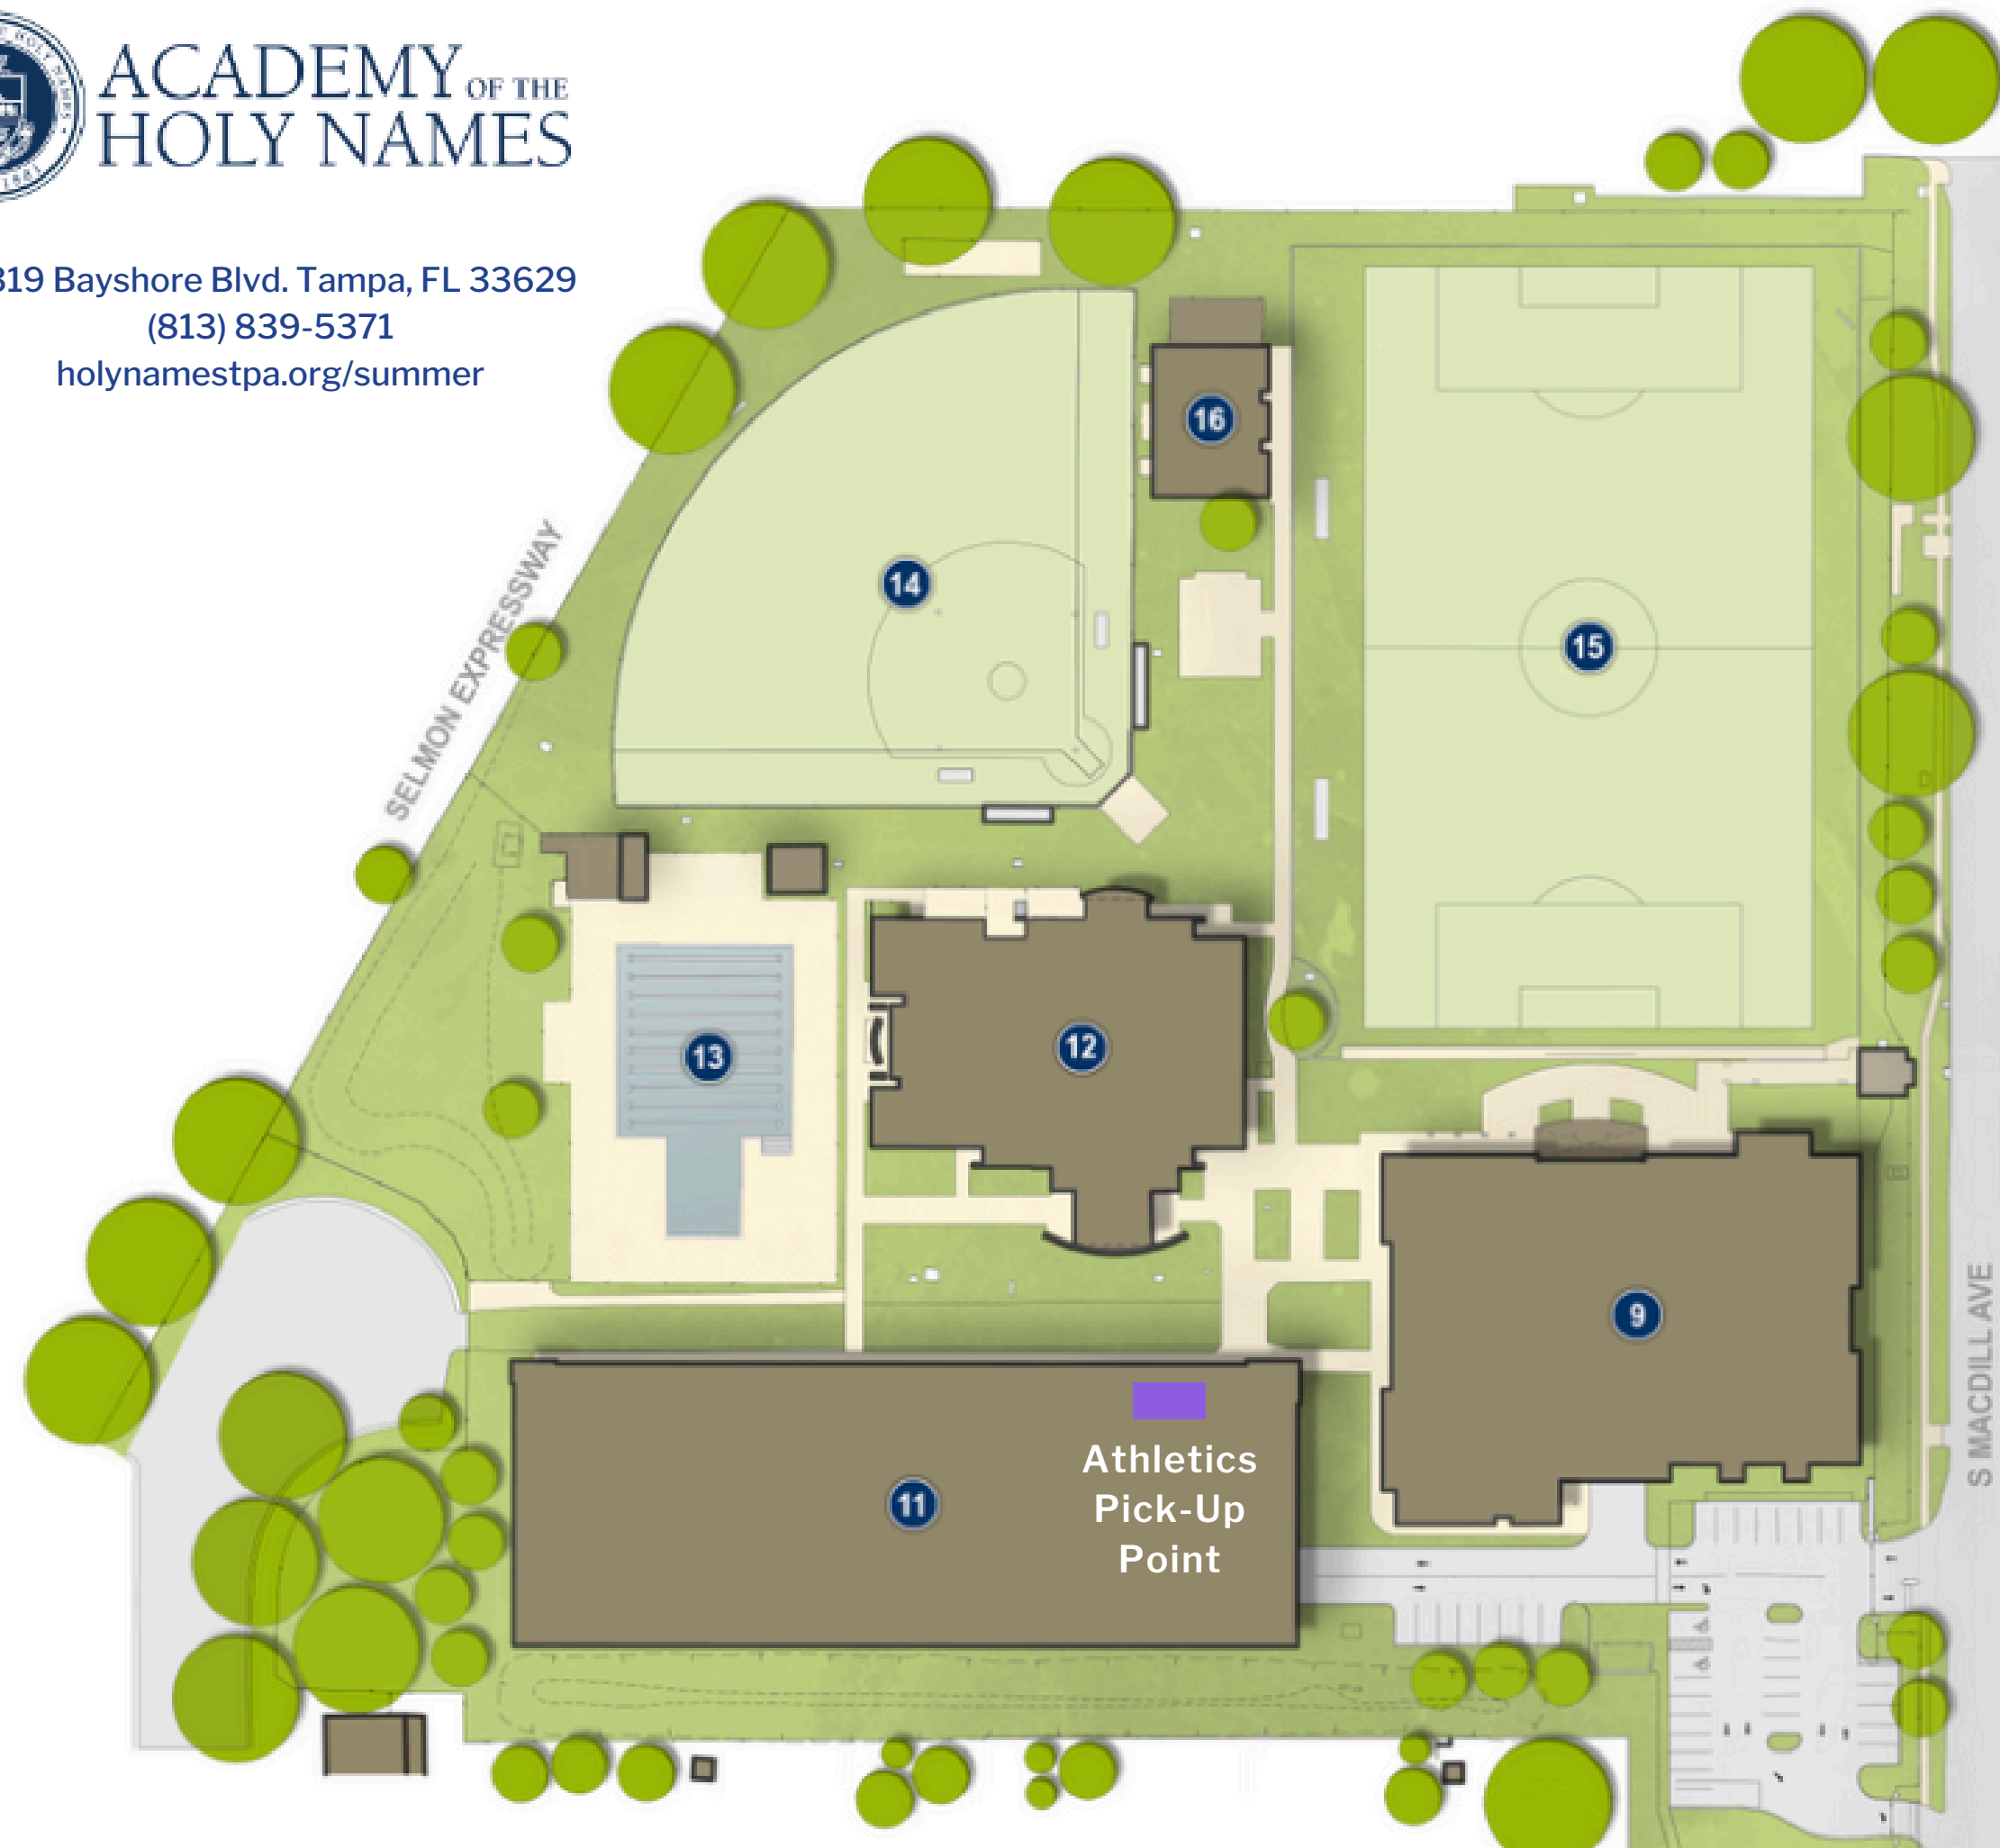 ACADEMY OF THE
HOLY NAMES
1881
319 Bayshore Blvd. Tampa, FL 33629
(813) 839-5371
holynamestpa.org/summer
SELMON EXPRESSWAY
14
16
15
13
12
9
11
Athletics
Pick-Up
Point
S MACDILL AVE